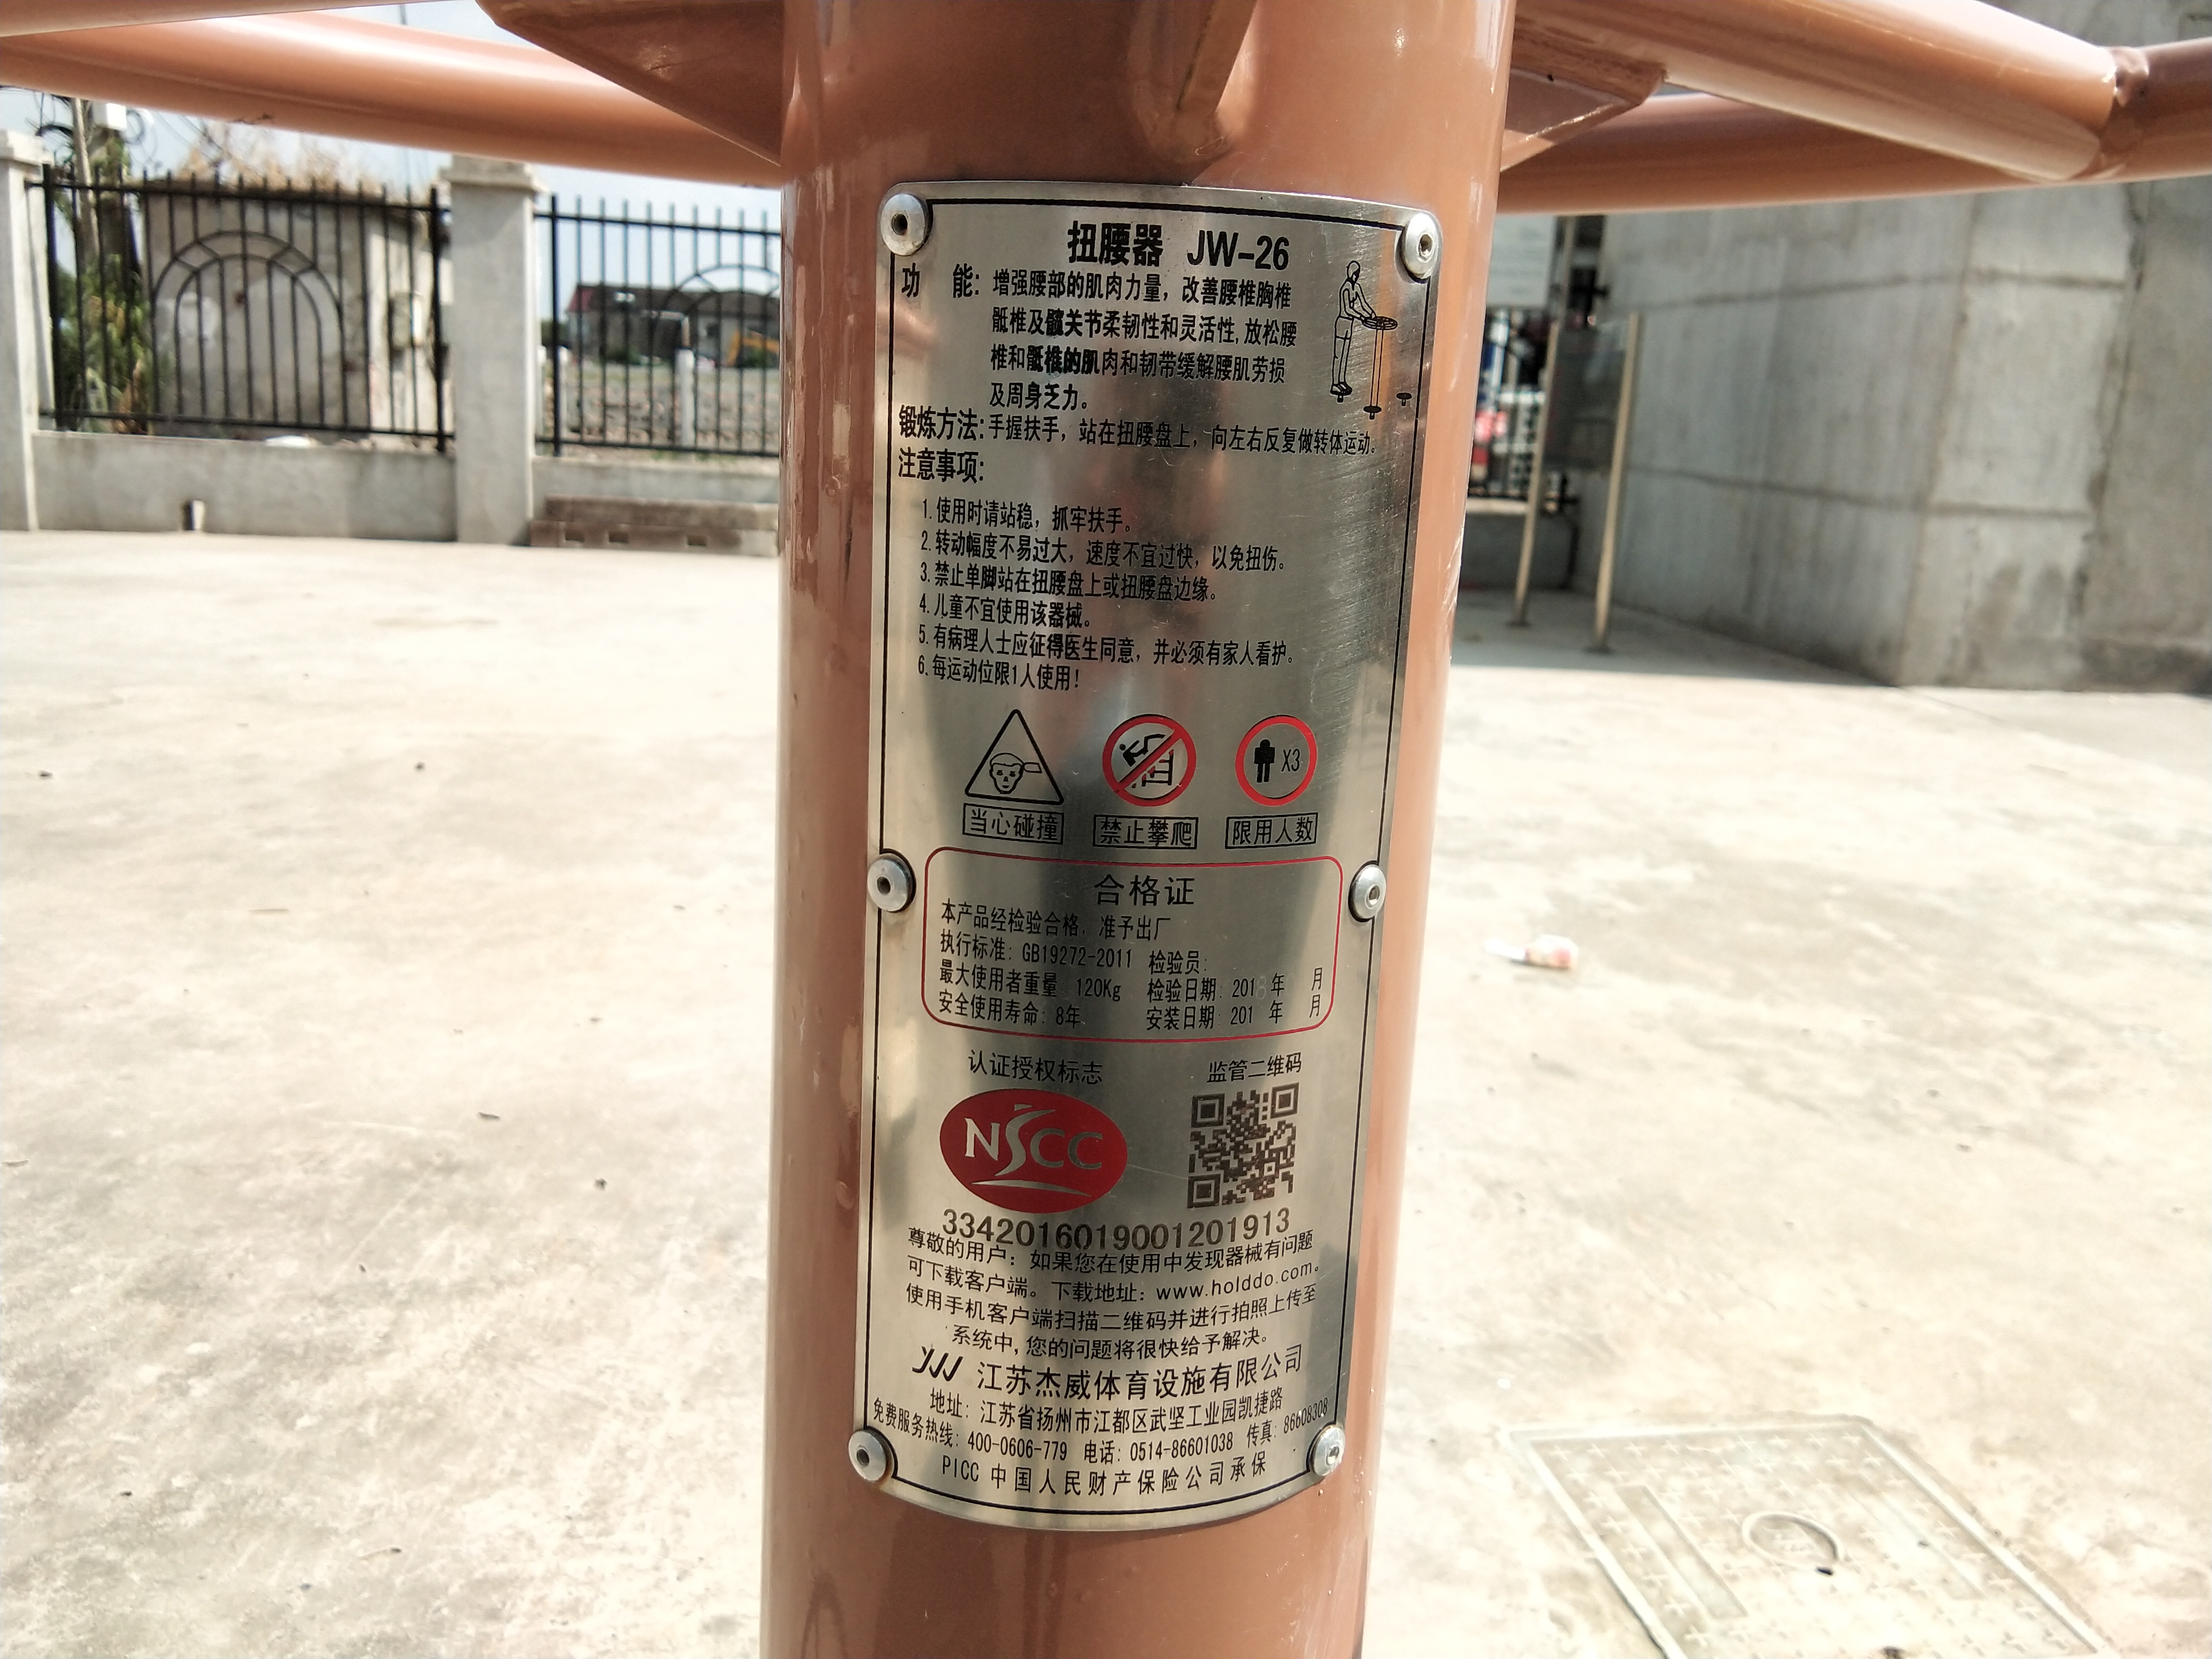 扭腰器 JW-26
功 能: 增强腰部的肌肉力量，改善腰椎胸椎
骶椎及髋关节柔韧性和灵活性,放松腰
椎和骶椎的肌肉和韧带缓解腰肌劳损
及周身乏力。
锻炼方法:手握扶手，站在扭腰盘上，向左右反复做转体运动。
注意事项:
1.使用时请站稳，抓牢扶手。
2.转动幅度不易过大，速度不宜过快，以免扭伤。
3.禁止单脚站在扭腰盘上或扭腰盘边缘。
4.儿童不宜使用该器械。
5.有病理人士应征得医生同意，并必须有家人看护。
6.每运动位限1人使用!
X3
当心碰撞 禁止攀爬 限用人数
合格证
本产品经检验合格，准予出厂
执行标准: GB19272-2011 检验员:
最大使用者重量 120Kg 检验日期: 201 年 月
安全使用寿命: 8年 安装日期: 201 年 月
认证授权标志 监管二维码
NSCC
3342016019001201913
尊敬的用户：如果您在使用中发现器械有问题
可下载客户端。下载地址：www.holddo.com。
使用手机客户端扫描二维码并进行拍照上传至
系统中,您的问题将很快给予解决。
江苏杰威体育设施有限公司
地址: 江苏省扬州市江都区武坚工业园凯捷路
免费服务热线: 400-0606-779 电话: 0514-86601038 传真: 86608308
PICC 中国人民财产保险公司承保